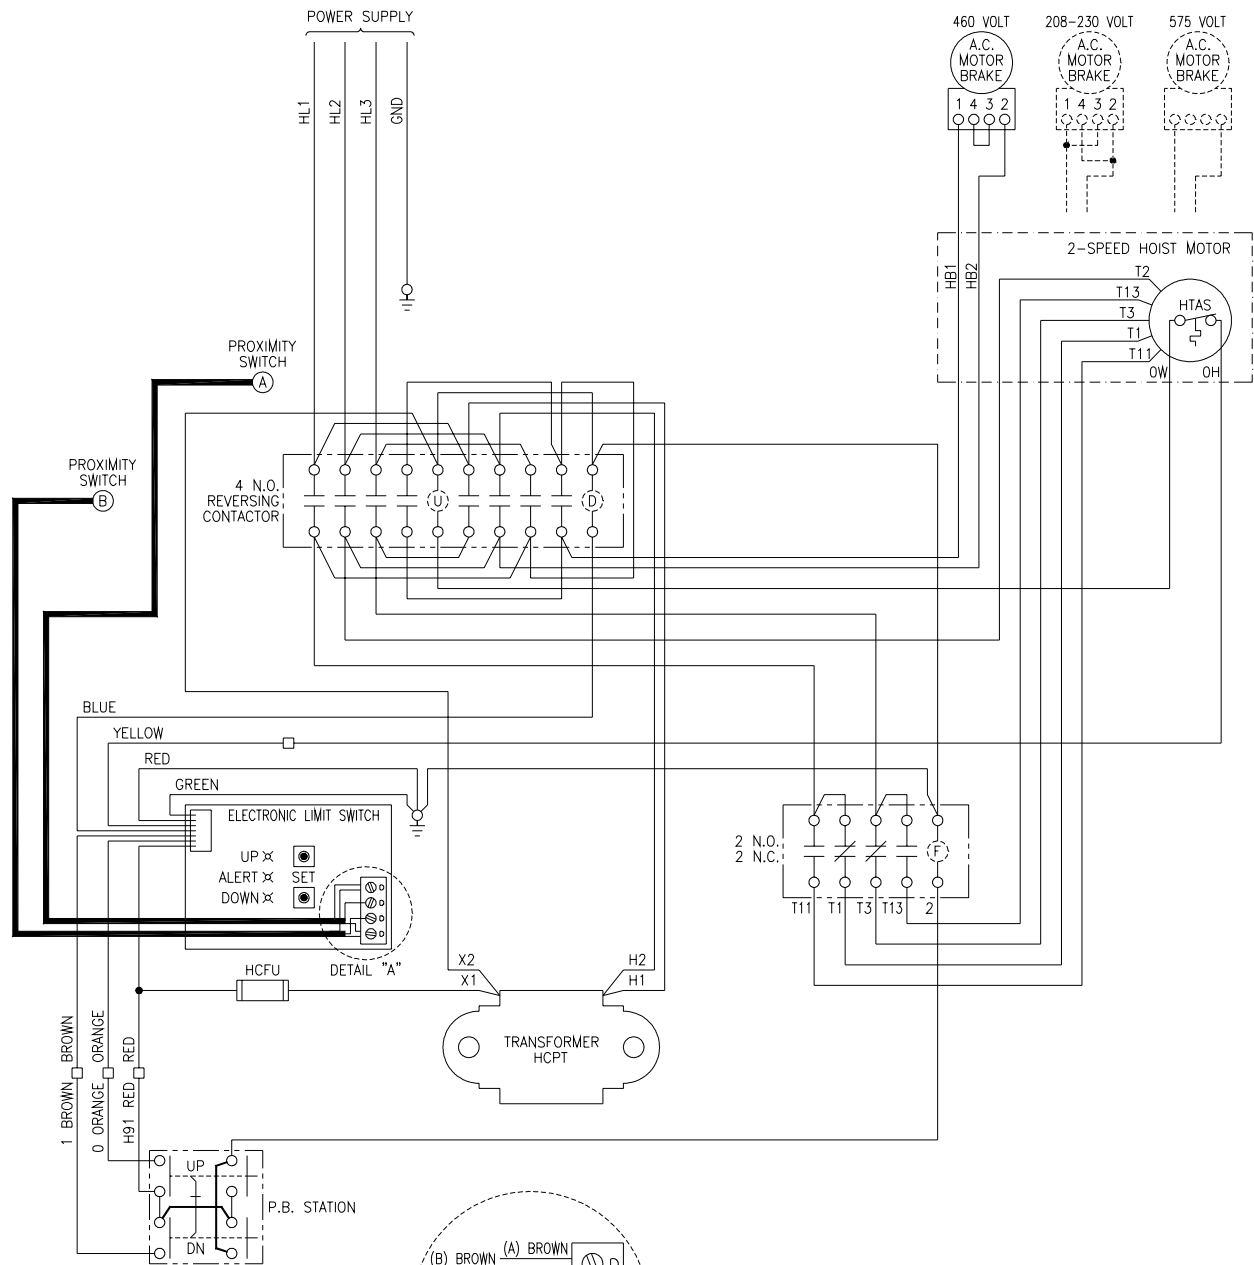 POWER SUPPLY
460 VOLT
208-230 VOLT
575 VOLT
A.C.
MOTOR
BRAKE
A.C.
MOTOR
BRAKE
A.C.
MOTOR
BRAKE
1 4 3 2
1 4 3 2
HL1
HL2
HL3
GND
HB1
HB2
2-SPEED HOIST MOTOR
T2
T13
T3
T1
T11
HTAS
OW
OH
PROXIMITY
SWITCH
A
PROXIMITY
SWITCH
B
4 N.O.
REVERSING
CONTACTOR
U
D
BLUE
YELLOW
RED
GREEN
ELECTRONIC LIMIT SWITCH
UP
ALERT
SET
DOWN
DETAIL "A"
2 N.O.
2 N.C.
F
T11
T1
T3
T13
2
HCFU
X2
X1
H2
H1
TRANSFORMER
HCPT
BROWN
ORANGE
RED
1 BROWN
0 ORANGE
H91 RED
UP
DN
P.B. STATION
(B) BROWN
(A) BROWN